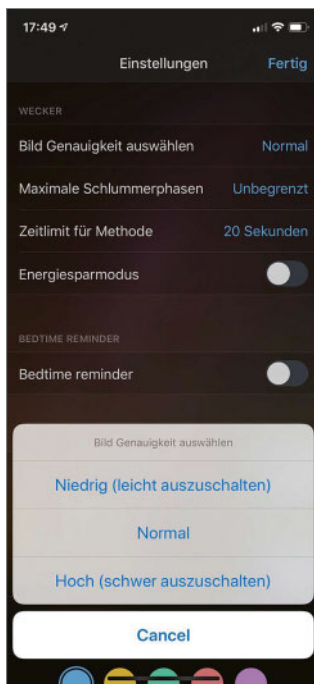 17:49
Einstellungen Fertig
WECKER
Bild Genauigkeit auswählen Normal
Maximale Schlummerphasen Unbegrenzt
Zeitlimit für Methode 20 Sekunden
Energiesparmodus
BEDTIME REMINDER
Bedtime reminder
Bild Genauigkeit auswählen
Niedrig (leicht auszuschalten)
Normal
Hoch (schwer auszuschalten)
Cancel